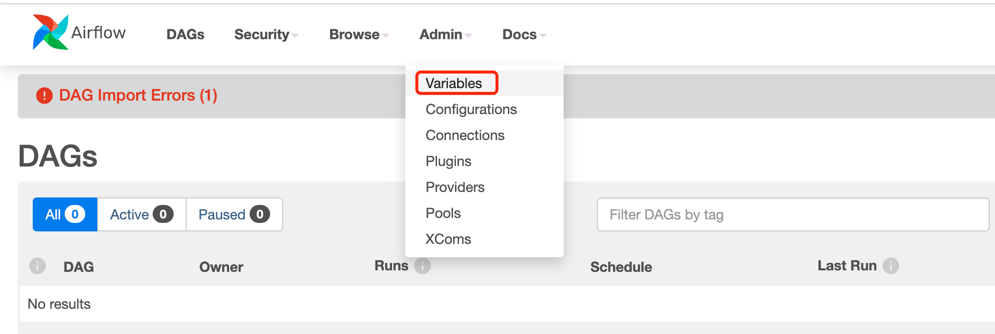 Airflow DAGs Security Browse Admin Docs
Variables
DAG Import Errors (1)
Configurations
Connections
DAGs
Plugins
Providers
All 0 Active 0 Paused 0 Pools Filter DAGs by tag
XComs
DAG Owner Runs Schedule Last Run
No results